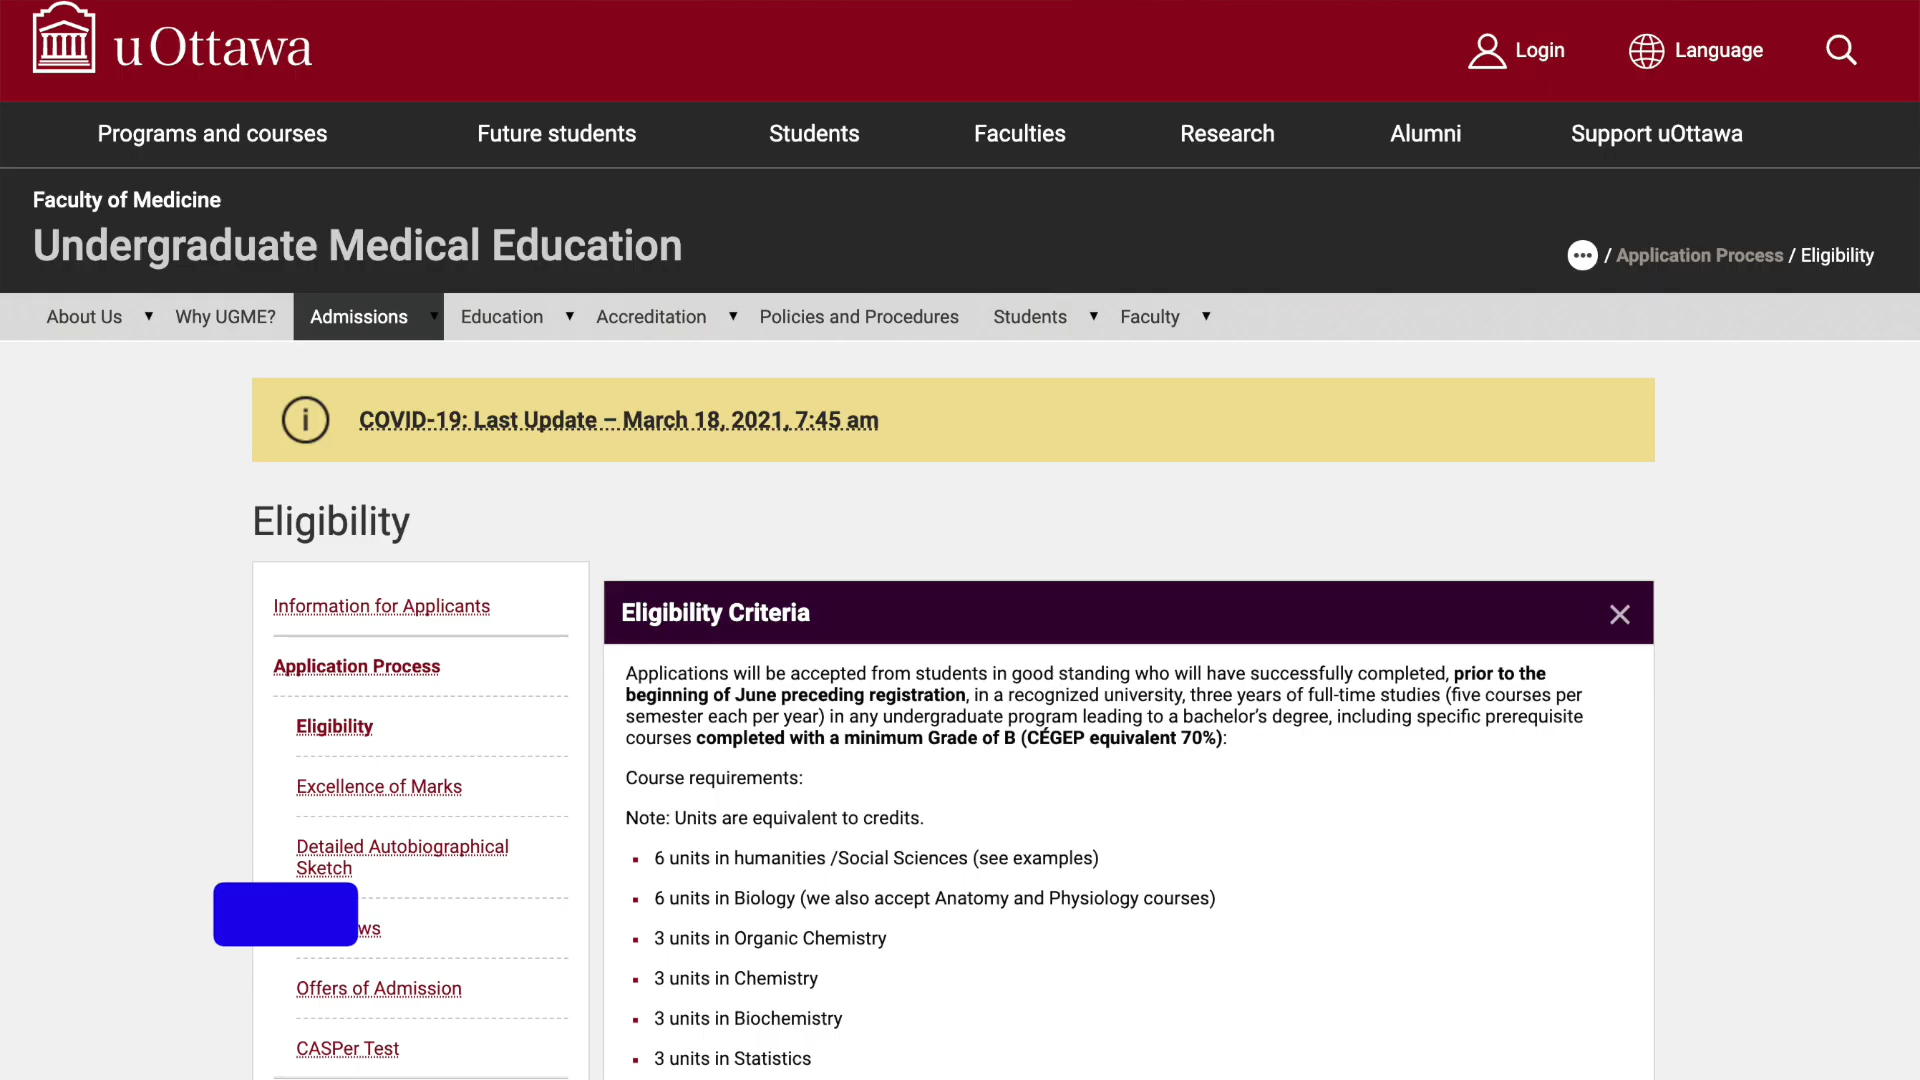 uOttawa
Login
Language
Programs and courses
Future students
Students
Faculties
Research
Alumni
Support uOttawa
Faculty of Medicine
Undergraduate Medical Education
/ Application Process / Eligibility
About Us
Why UGME?
Admissions
Education
Accreditation
Policies and Procedures
Students
Faculty
COVID-19: Last Update – March 18, 2021, 7:45 am
Eligibility
Information for Applicants
Application Process
Eligibility
Excellence of Marks
Detailed Autobiographical
Sketch
ws
Offers of Admission
CASPer Test
Eligibility Criteria
Applications will be accepted from students in good standing who will have successfully completed, prior to the
beginning of June preceding registration, in a recognized university, three years of full-time studies (five courses per
semester each per year) in any undergraduate program leading to a bachelor's degree, including specific prerequisite
courses completed with a minimum Grade of B (CÉGEP equivalent 70%):
Course requirements:
Note: Units are equivalent to credits.
6 units in humanities /Social Sciences (see examples)
6 units in Biology (we also accept Anatomy and Physiology courses)
3 units in Organic Chemistry
3 units in Chemistry
3 units in Biochemistry
3 units in Statistics